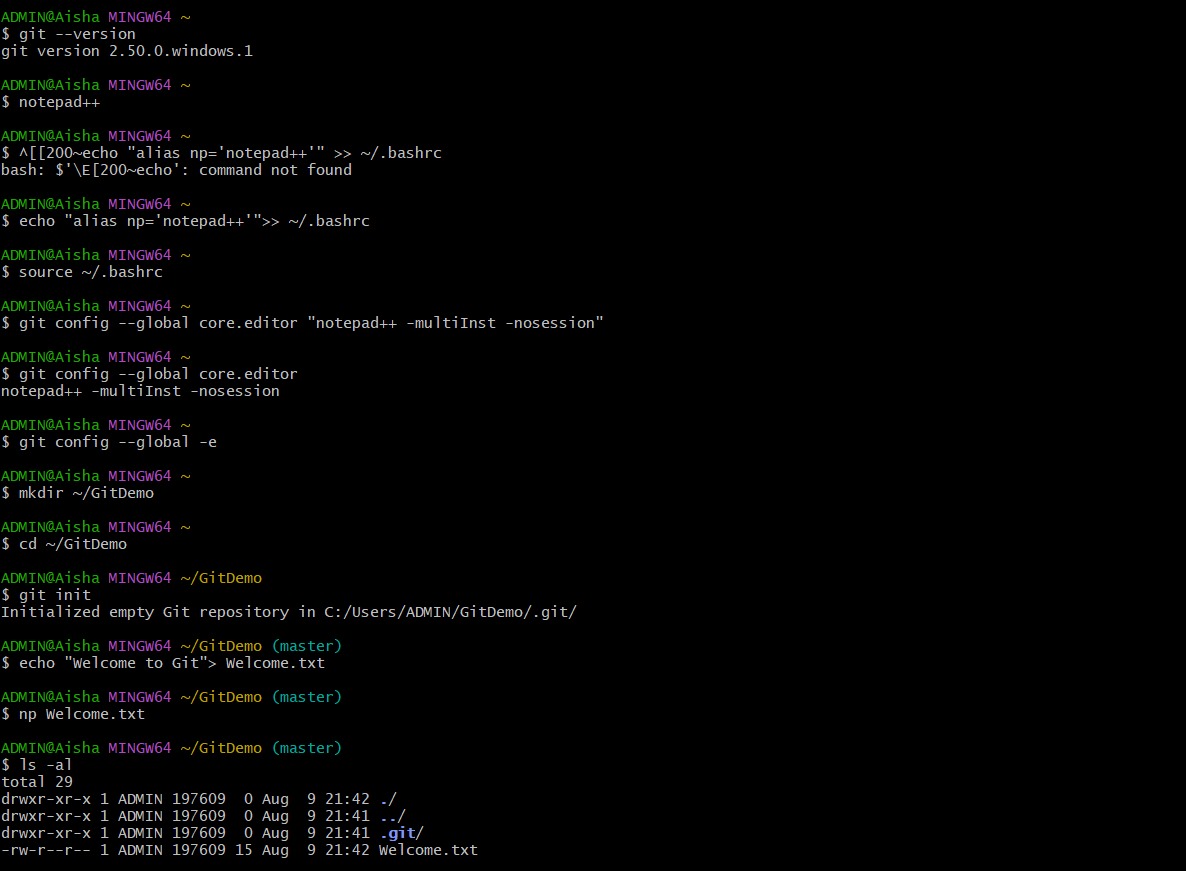 ADMIN@Aisha MINGW64 ~
$ git --version
git version 2.50.0.windows.1
ADMIN@Aisha MINGW64 ~
$ notepad++
ADMIN@Aisha MINGW64 ~
$ ^[[200~echo "alias np='notepad++'" >> ~/.bashrc
bash: $'\E[200~echo': command not found
ADMIN@Aisha MINGW64 ~
$ echo "alias np='notepad++'">> ~/.bashrc
ADMIN@Aisha MINGW64 ~
$ source ~/.bashrc
ADMIN@Aisha MINGW64 ~
$ git config --global core.editor "notepad++ -multiInst -nosession"
ADMIN@Aisha MINGW64 ~
$ git config --global core.editor
notepad++ -multiInst -nosession
ADMIN@Aisha MINGW64 ~
$ git config --global -e
ADMIN@Aisha MINGW64 ~
$ mkdir ~/GitDemo
ADMIN@Aisha MINGW64 ~
$ cd ~/GitDemo
ADMIN@Aisha MINGW64 ~/GitDemo
$ git init
Initialized empty Git repository in C:/Users/ADMIN/GitDemo/.git/
ADMIN@Aisha MINGW64 ~/GitDemo (master)
$ echo "Welcome to Git"> Welcome.txt
ADMIN@Aisha MINGW64 ~/GitDemo (master)
$ np Welcome.txt
ADMIN@Aisha MINGW64 ~/GitDemo (master)
$ ls -al
total 29
drwxr-xr-x 1 ADMIN 197609  0 Aug  9 21:42 ./
drwxr-xr-x 1 ADMIN 197609  0 Aug  9 21:41 ../
drwxr-xr-x 1 ADMIN 197609  0 Aug  9 21:41 .git/
-rw-r--r-- 1 ADMIN 197609 15 Aug  9 21:42 Welcome.txt